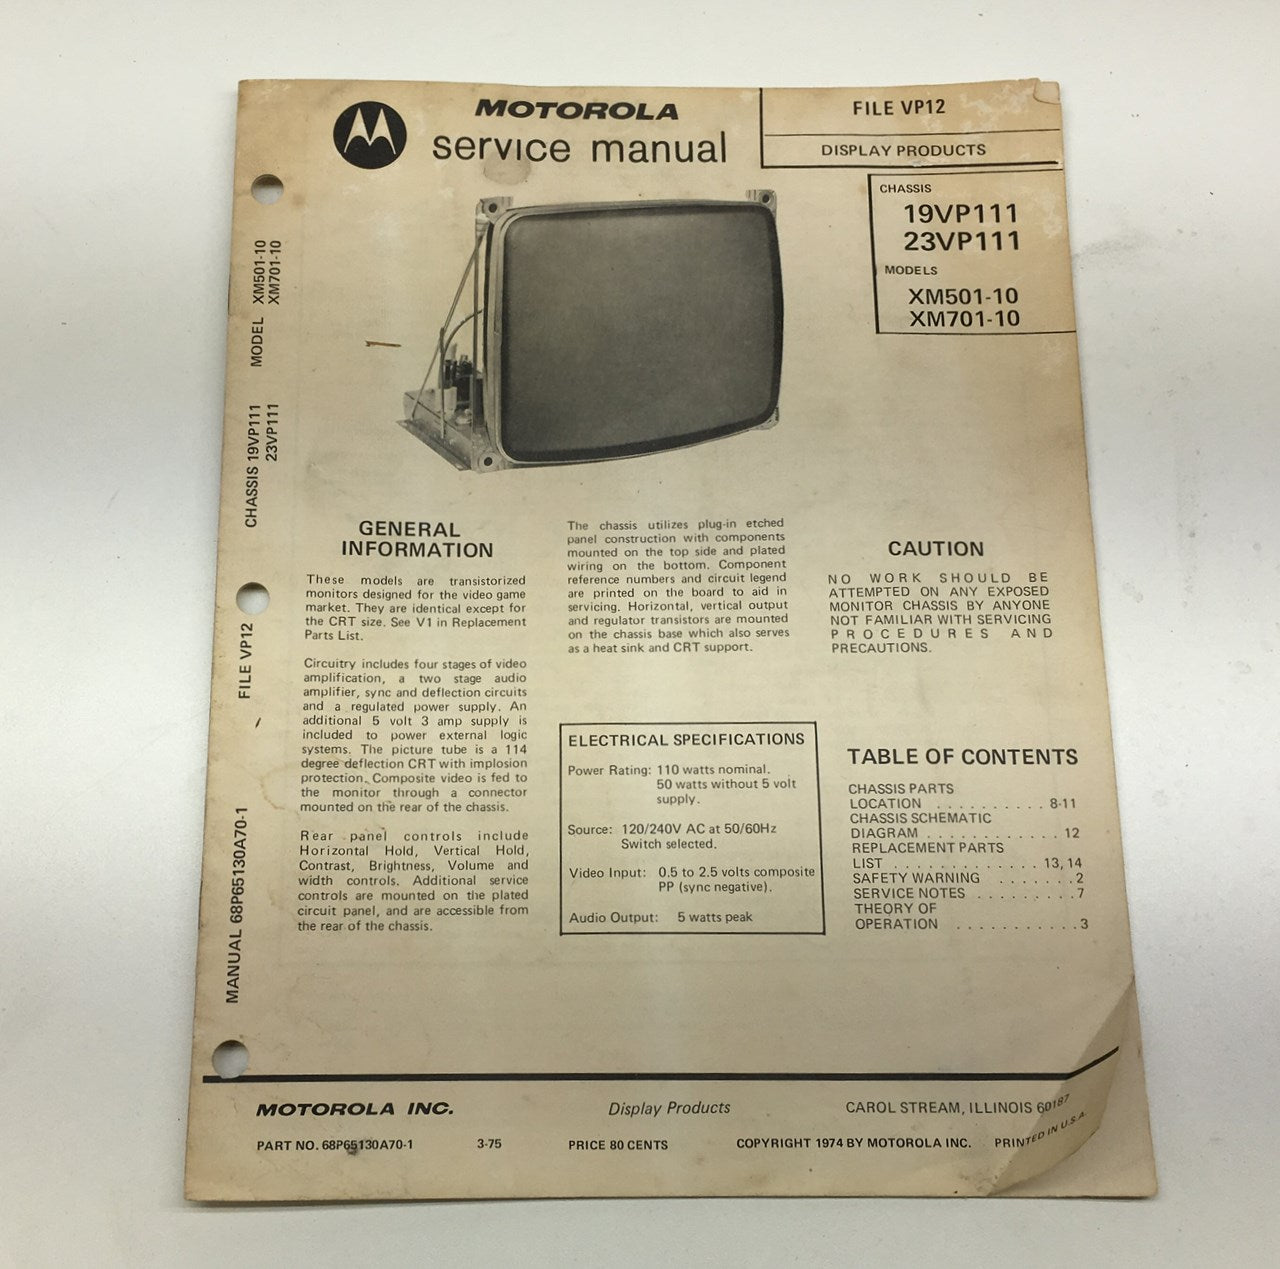 MOTOROLA
service manual
FILE VP12
DISPLAY PRODUCTS
CHASSIS
19VP111
23VP111
MODELS
XM501-10
XM701-10
MANUAL 68P65130A70-1 FILE VP12 CHASSIS 19VP111 MODEL XM501-10
23VP111 XM701-10
GENERAL
INFORMATION
These models are transistorized
monitors designed for the video game
market. They are identical except for
the CRT size. See V1 in Replacement
Parts List.
Circuitry includes four stages of video
amplification, a two stage audio
amplifier, sync and deflection circuits
and a regulated power supply. An
additional 5 volt 3 amp supply is
included to power external logic
systems. The picture tube is a 114
degree deflection CRT with implosion
protection. Composite video is fed to
the monitor through a connector
mounted on the rear of the chassis.
Rear panel controls include
Horizontal Hold, Vertical Hold,
Contrast, Brightness, Volume and
width controls. Additional service
controls are mounted on the plated
circuit panel, and are accessible from
the rear of the chassis.
The chassis utilizes plug-in etched
panel construction with components
mounted on the top side and plated
wiring on the bottom. Component
reference numbers and circuit legend
are printed on the board to aid in
servicing. Horizontal, vertical output
and regulator transistors are mounted
on the chassis base which also serves
as a heat sink and CRT support.
ELECTRICAL SPECIFICATIONS
Power Rating: 110 watts nominal.
50 watts without 5 volt
supply.
Source: 120/240V AC at 50/60Hz
Switch selected.
Video Input: 0.5 to 2.5 volts composite
PP (sync negative).
Audio Output: 5 watts peak
CAUTION
NO WORK SHOULD BE
ATTEMPTED ON ANY EXPOSED
MONITOR CHASSIS BY ANYONE
NOT FAMILIAR WITH SERVICING
PROCEDURES AND
PRECAUTIONS.
TABLE OF CONTENTS
CHASSIS PARTS
LOCATION . . . . . . . . . . 8-11
CHASSIS SCHEMATIC
DIAGRAM . . . . . . . . . . . . 12
REPLACEMENT PARTS
LIST . . . . . . . . . . . . . 13, 14
SAFETY WARNING . . . . . . . 2
SERVICE NOTES . . . . . . . . . 7
THEORY OF
OPERATION . . . . . . . . . . . 3
MOTOROLA INC. Display Products CAROL STREAM, ILLINOIS 60187
PART NO. 68P65130A70-1 3-75 PRICE 80 CENTS COPYRIGHT 1974 BY MOTOROLA INC. PRINTED IN U.S.A.